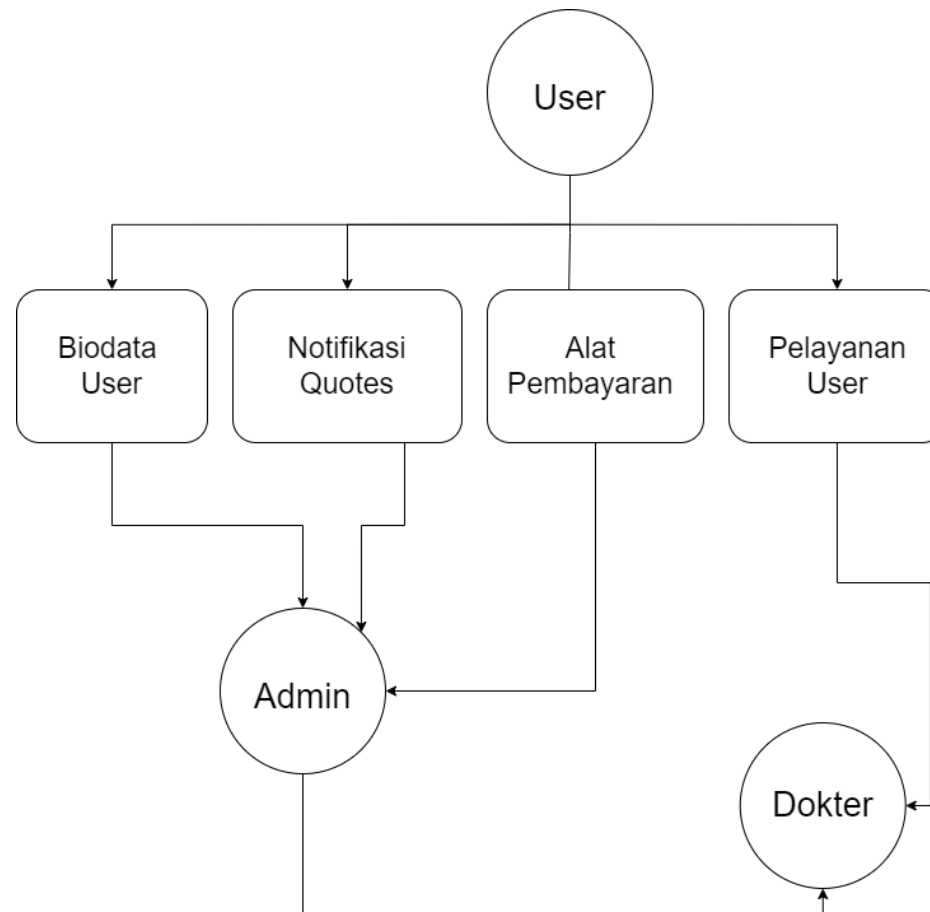 User
Biodata
User
Notifikasi
Quotes
Alat
Pembayaran
Pelayanan
User
Admin
Dokter